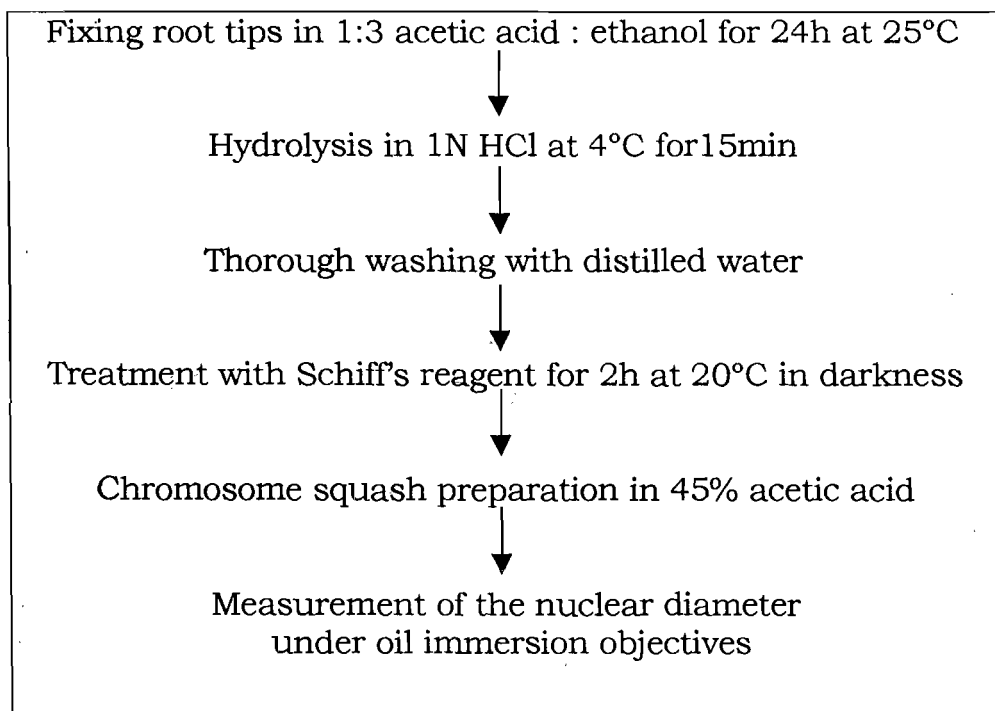 Fixing root tips in 1:3 acetic acid : ethanol for 24h at 25°C
Hydrolysis in 1N HCl at 4°C for15min
Thorough washing with distilled water
Treatment with Schiff's reagent for 2h at 20°C in darkness
Chromosome squash preparation in 45% acetic acid
Measurement of the nuclear diameter
under oil immersion objectives